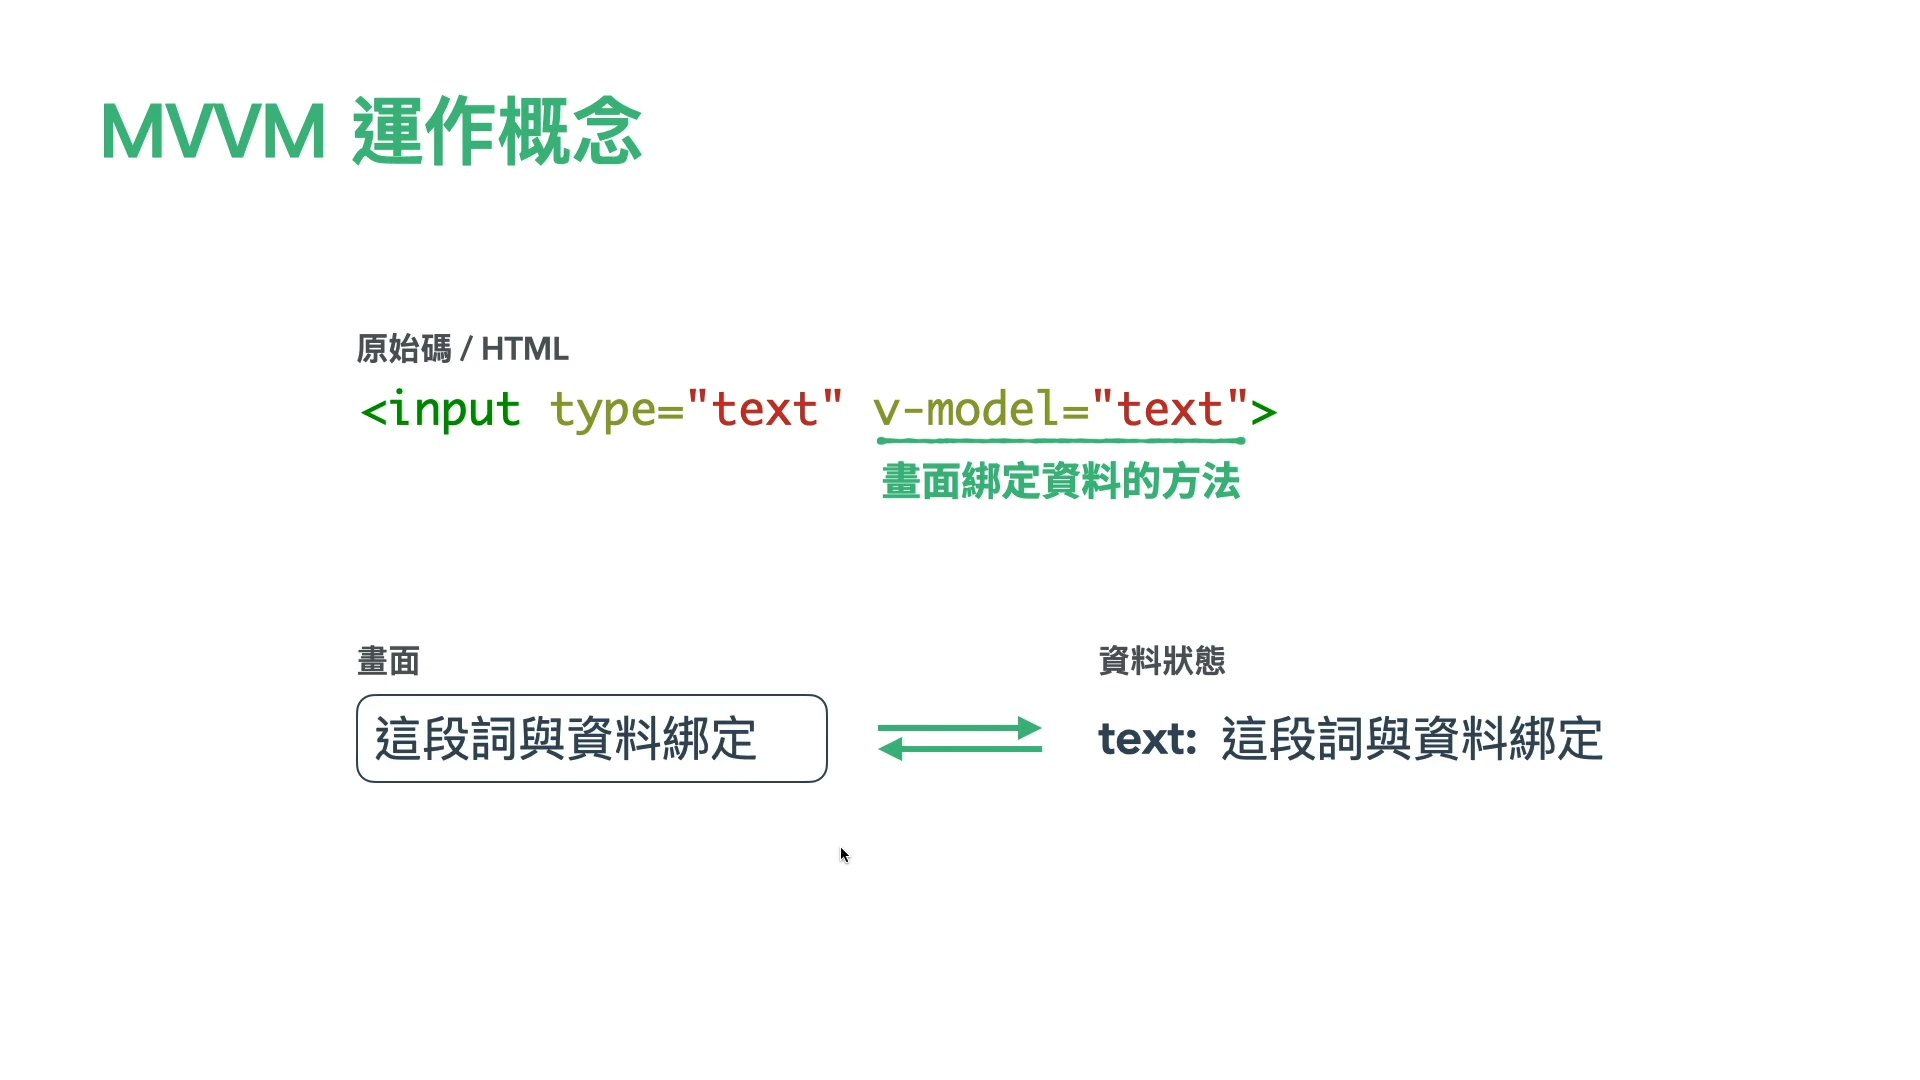 MVVM 運作概念
原始碼 / HTML
<input type="text" v-model="text">
畫面綁定資料的方法
畫面
這段詞與資料綁定
資料狀態
text: 這段詞與資料綁定